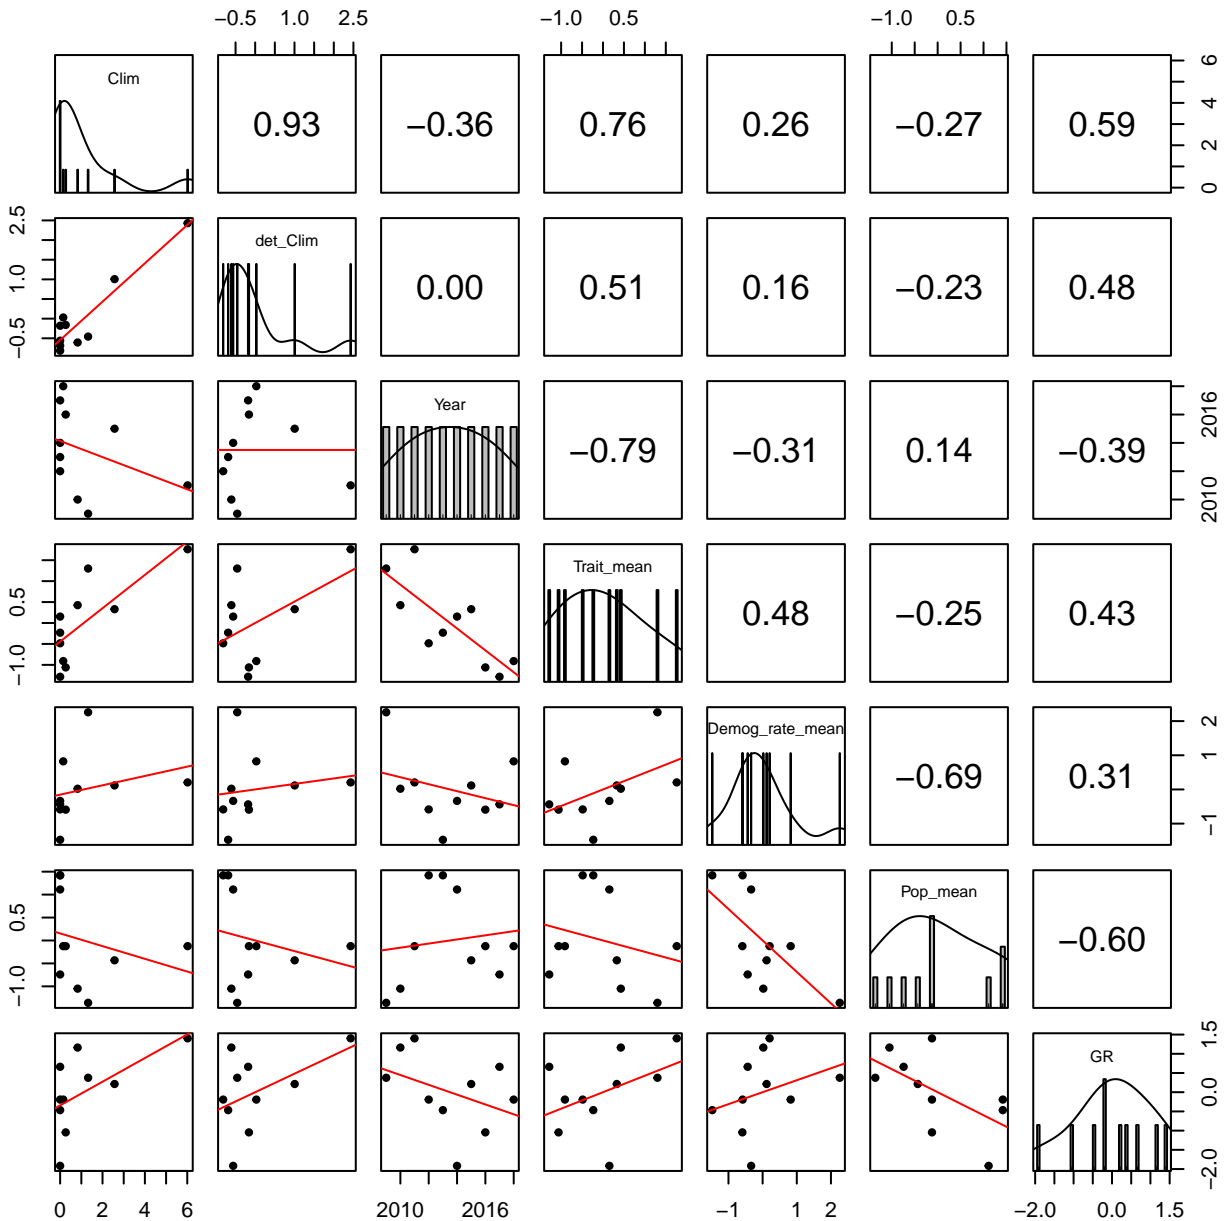 −0.5 1.0 2.5 −1.0 0.5 −1.0 0.5
Clim 0.93 −0.36 0.76 0.26 −0.27 0.59 0 2 4 6
−0.5 1.0 2.5 det_Clim 0.00 0.51 0.16 −0.23 0.48
Year −0.79 −0.31 0.14 −0.39 2010 2016
−1.0 0.5 Trait_mean 0.48 −0.25 0.43
Demog_rate_mean −0.69 0.31 −1 1 2
−1.0 0.5 Pop_mean −0.60
GR −2.0 0.0 1.5
0 2 4 6 2010 2016 −1 1 2 −2.0 0.0 1.5